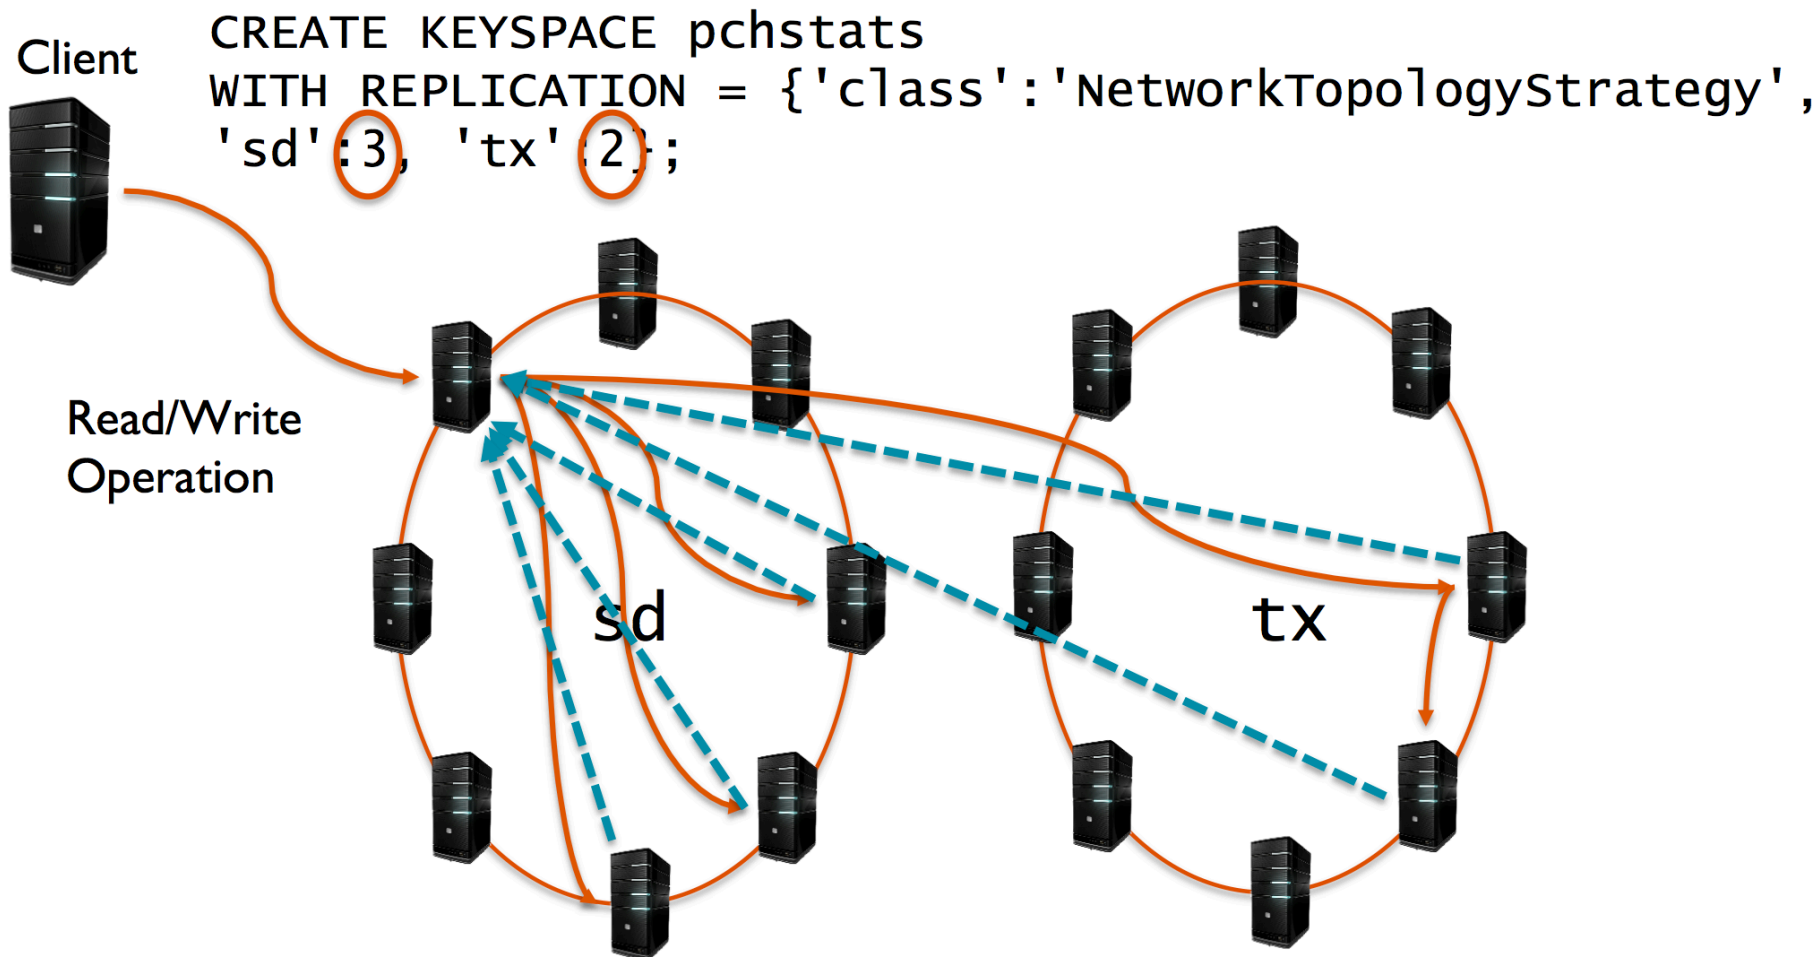 Client
CREATE KEYSPACE pchstats
WITH REPLICATION = {'class':'NetworkTopologyStrategy',
'sd':3, 'tx':2};
Read/Write
Operation
sd
tx